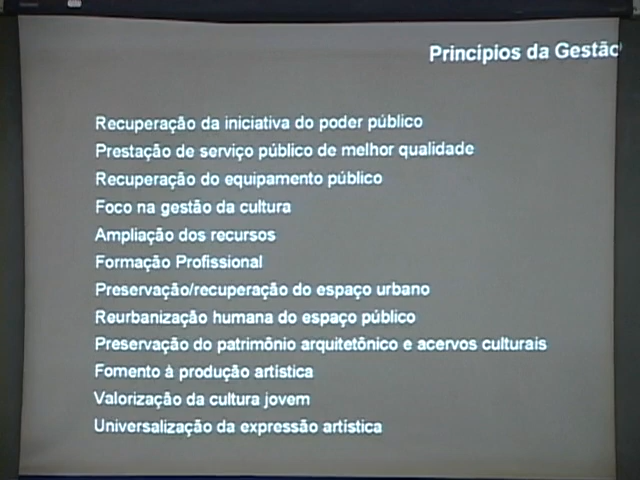 Princípios da Gestão
Recuperação da iniciativa do poder público
Prestação de serviço público de melhor qualidade
Recuperação do equipamento público
Foco na gestão da cultura
Ampliação dos recursos
Formação Profissional
Preservação/recuperação do espaço urbano
Reurbanização humana do espaço público
Preservação do patrimônio arquitetônico e acervos culturais
Fomento à produção artística
Valorização da cultura jovem
Universalização da expressão artística